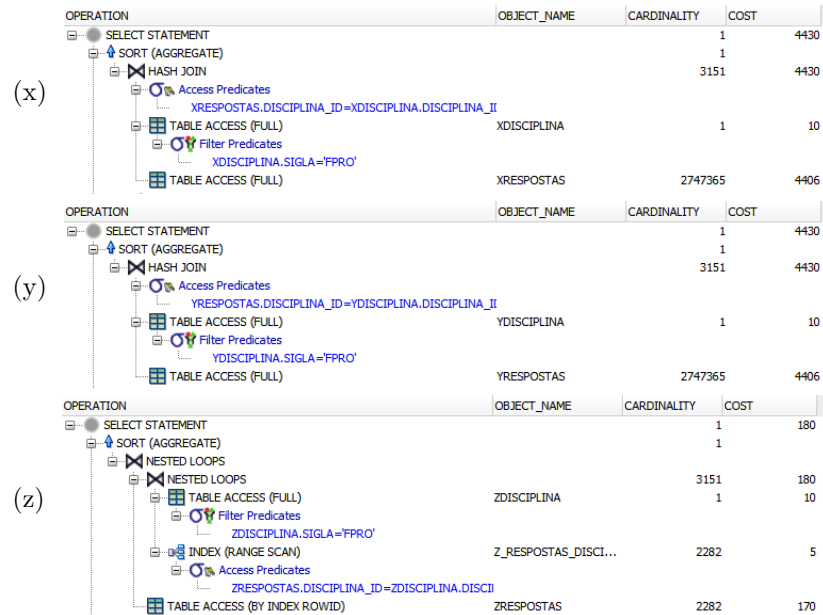 OPERATION OBJECT_NAME CARDINALITY COST
SELECT STATEMENT 1 4430
SORT (AGGREGATE) 1
HASH JOIN 3151 4430
(x)
Access Predicates
XRESPOSTAS.DISCIPLINA_ID=XDISCIPLINA.DISCIPLINA_II
TABLE ACCESS (FULL) XDISCIPLINA 1 10
Filter Predicates
XDISCIPLINA.SIGLA='FPRO'
TABLE ACCESS (FULL) XRESPOSTAS 2747365 4406
OPERATION OBJECT_NAME CARDINALITY COST
SELECT STATEMENT 1 4430
SORT (AGGREGATE) 1
HASH JOIN 3151 4430
(y)
Access Predicates
YRESPOSTAS.DISCIPLINA_ID=YDISCIPLINA.DISCIPLINA_II
TABLE ACCESS (FULL) YDISCIPLINA 1 10
Filter Predicates
YDISCIPLINA.SIGLA='FPRO'
TABLE ACCESS (FULL) YRESPOSTAS 2747365 4406
OPERATION OBJECT_NAME CARDINALITY COST
SELECT STATEMENT 1 180
SORT (AGGREGATE) 1
NESTED LOOPS
NESTED LOOPS 3151 180
(z)
TABLE ACCESS (FULL) ZDISCIPLINA 1 10
Filter Predicates
ZDISCIPLINA.SIGLA='FPRO'
INDEX (RANGE SCAN) Z_RESPOSTAS_DISCI... 2282 5
Access Predicates
ZRESPOSTAS.DISCIPLINA_ID=ZDISCIPLINA.DISCII
TABLE ACCESS (BY INDEX ROWID) ZRESPOSTAS 2282 170